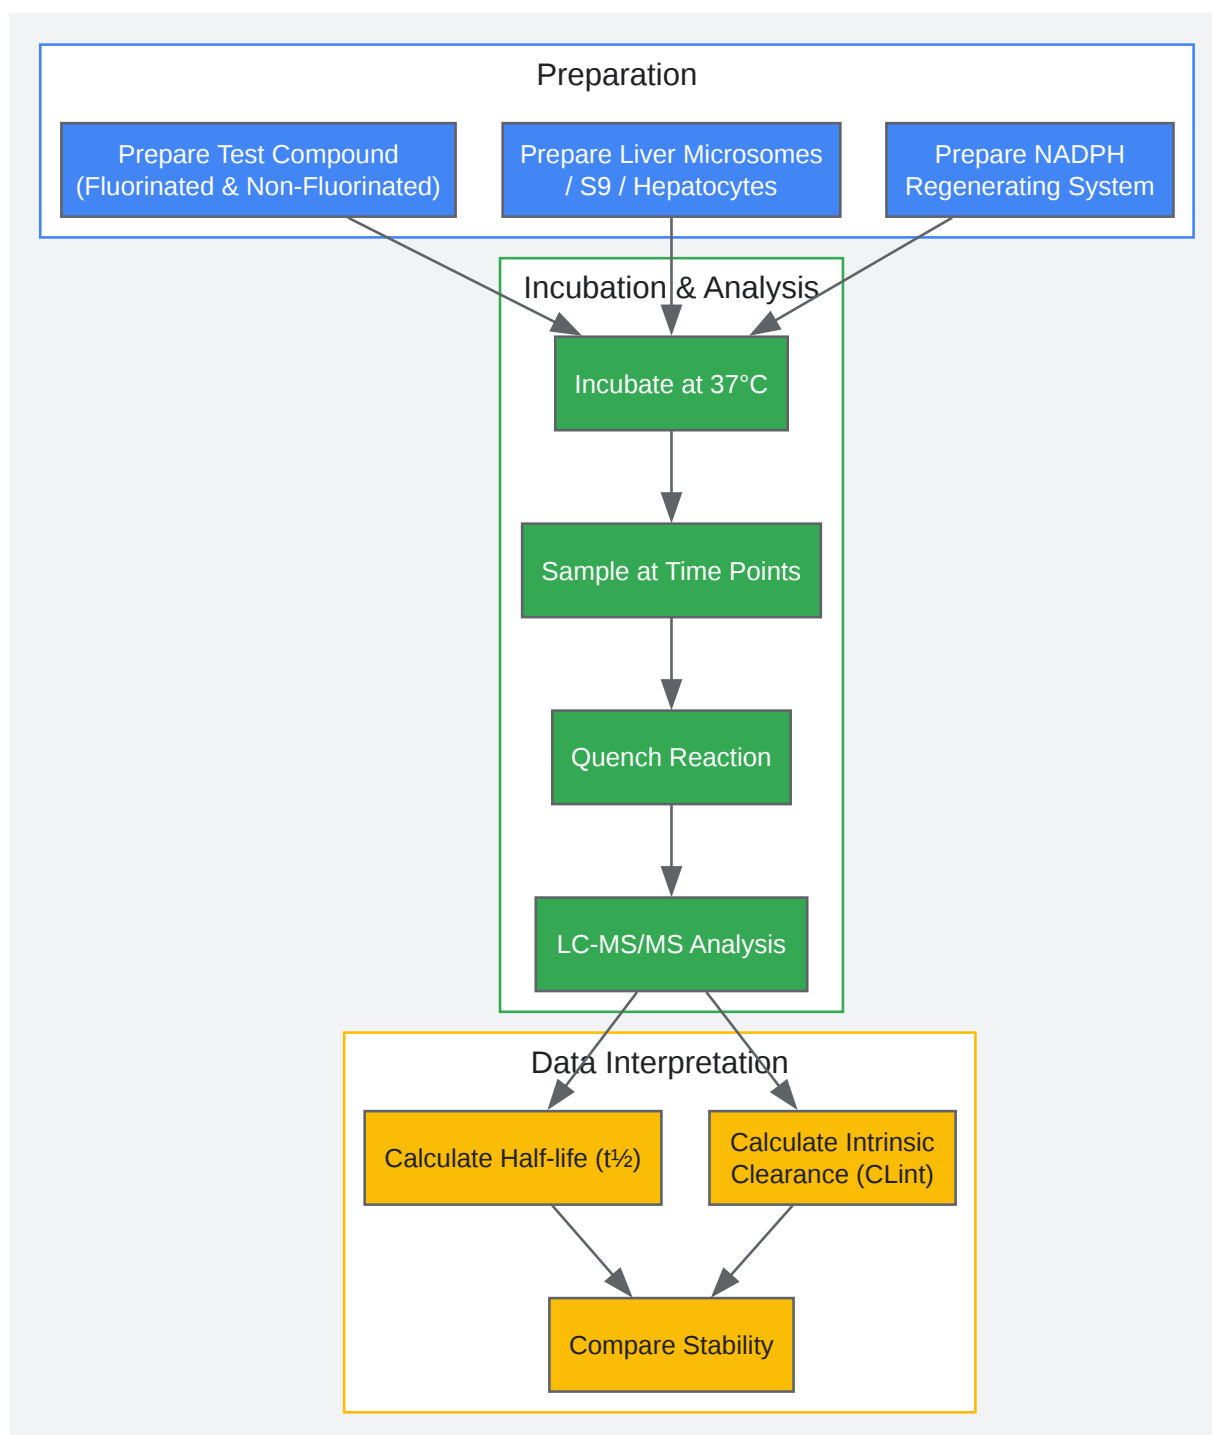 Preparation
Prepare Test Compound
(Fluorinated & Non-Fluorinated)
Prepare Liver Microsomes
/ S9 / Hepatocytes
Prepare NADPH
Regenerating System
Incubation & Analysis
Incubate at 37°C
Sample at Time Points
Quench Reaction
LC-MS/MS Analysis
Data Interpretation
Calculate Half-life (t½)
Calculate Intrinsic
Clearance (CLint)
Compare Stability